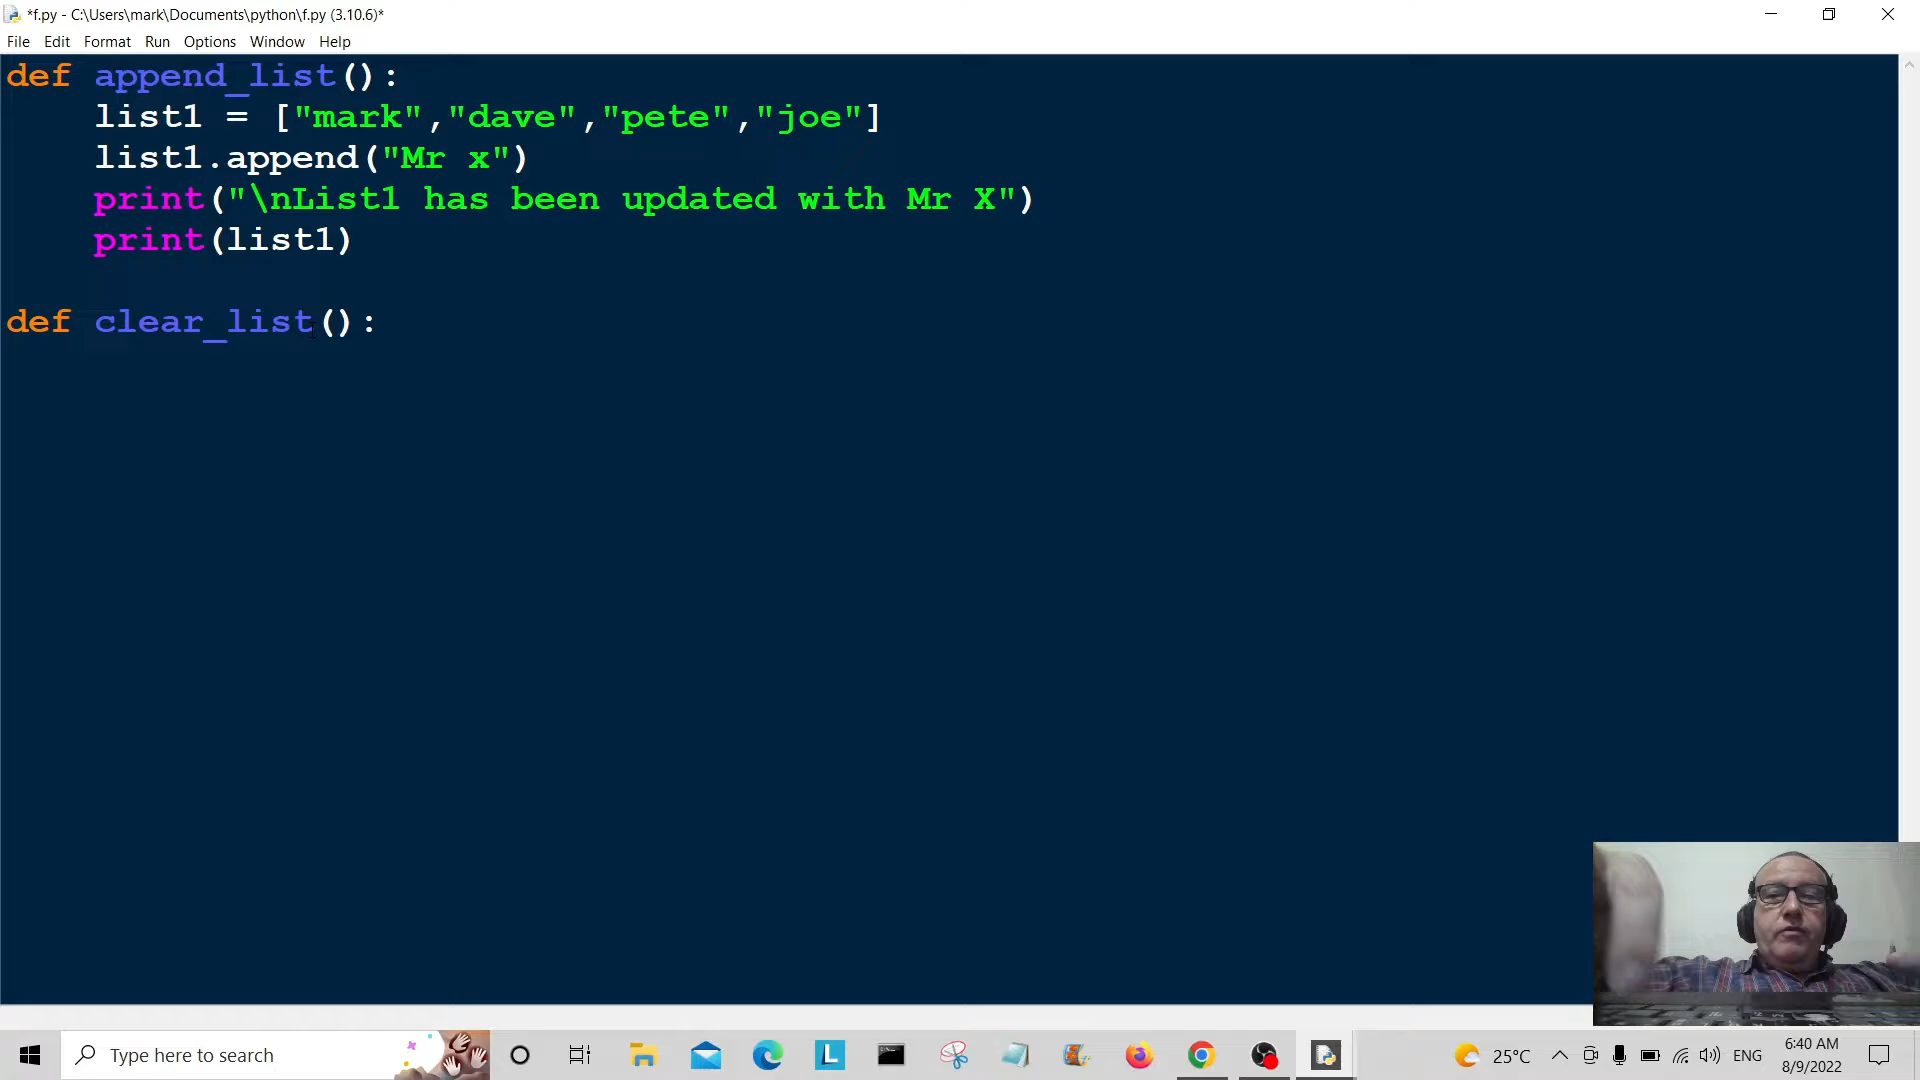 *f.py - C:\Users\mark\Documents\python\f.py (3.10.6)*
File Edit Format Run Options Window Help
def append_list():
    list1 = ["mark","dave","pete","joe"]
    list1.append("Mr x")
    print("\nList1 has been updated with Mr X")
    print(list1)
def clear_list():
Type here to search
L
25°C
ENG
6:40 AM
8/9/2022